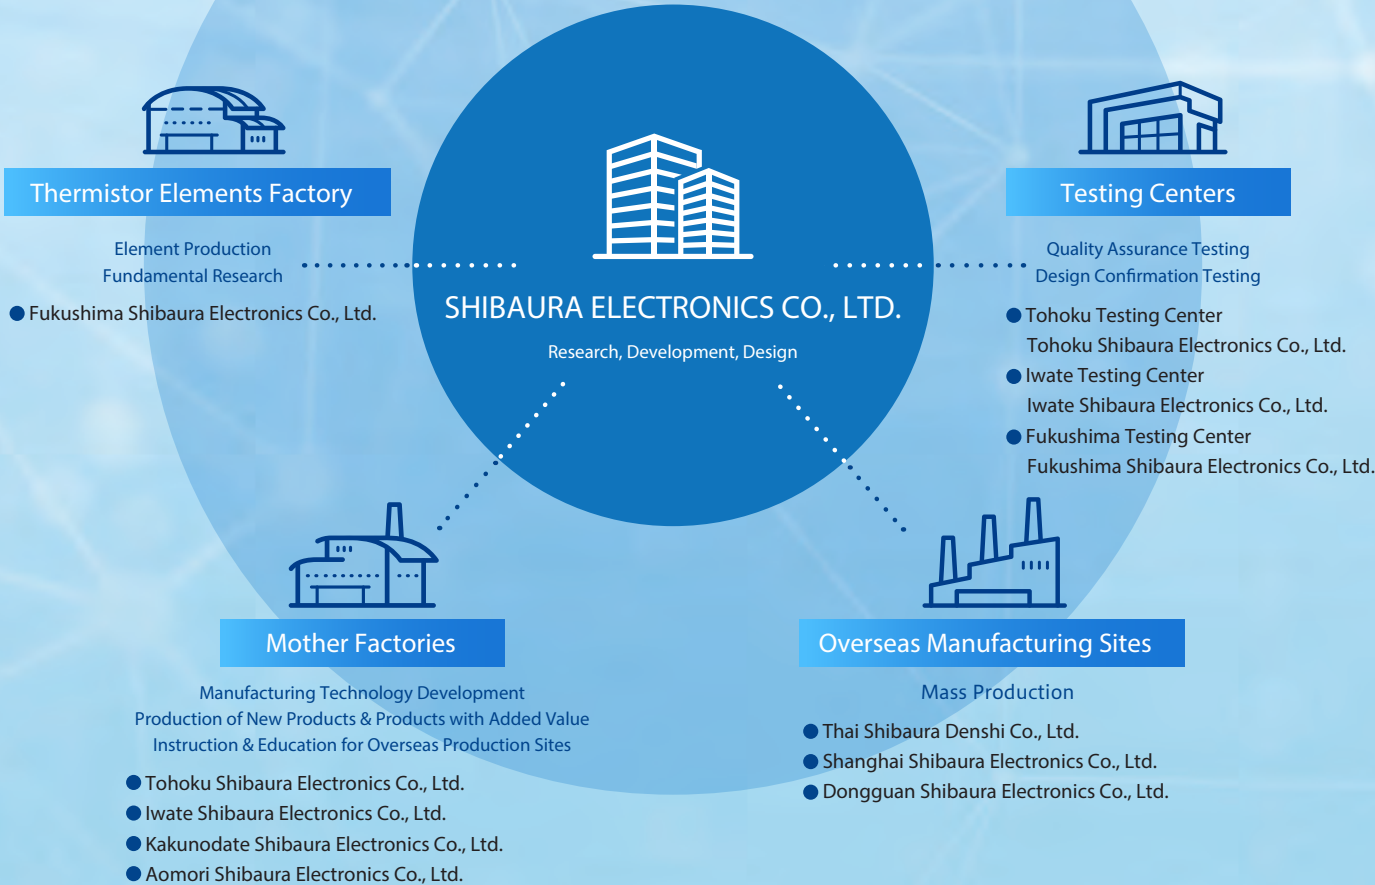 Thermistor Elements Factory
Element Production
Fundamental Research
● Fukushima Shibaura Electronics Co., Ltd.
SHIBAURA ELECTRONICS CO., LTD.
Research, Development, Design
Testing Centers
Quality Assurance Testing
Design Confirmation Testing
● Tohoku Testing Center
Tohoku Shibaura Electronics Co., Ltd.
● Iwate Testing Center
Iwate Shibaura Electronics Co., Ltd.
● Fukushima Testing Center
Fukushima Shibaura Electronics Co., Ltd.
Mother Factories
Manufacturing Technology Development
Production of New Products & Products with Added Value
Instruction & Education for Overseas Production Sites
● Tohoku Shibaura Electronics Co., Ltd.
● Iwate Shibaura Electronics Co., Ltd.
● Kakunodate Shibaura Electronics Co., Ltd.
● Aomori Shibaura Electronics Co., Ltd.
Overseas Manufacturing Sites
Mass Production
● Thai Shibaura Denshi Co., Ltd.
● Shanghai Shibaura Electronics Co., Ltd.
● Dongguan Shibaura Electronics Co., Ltd.